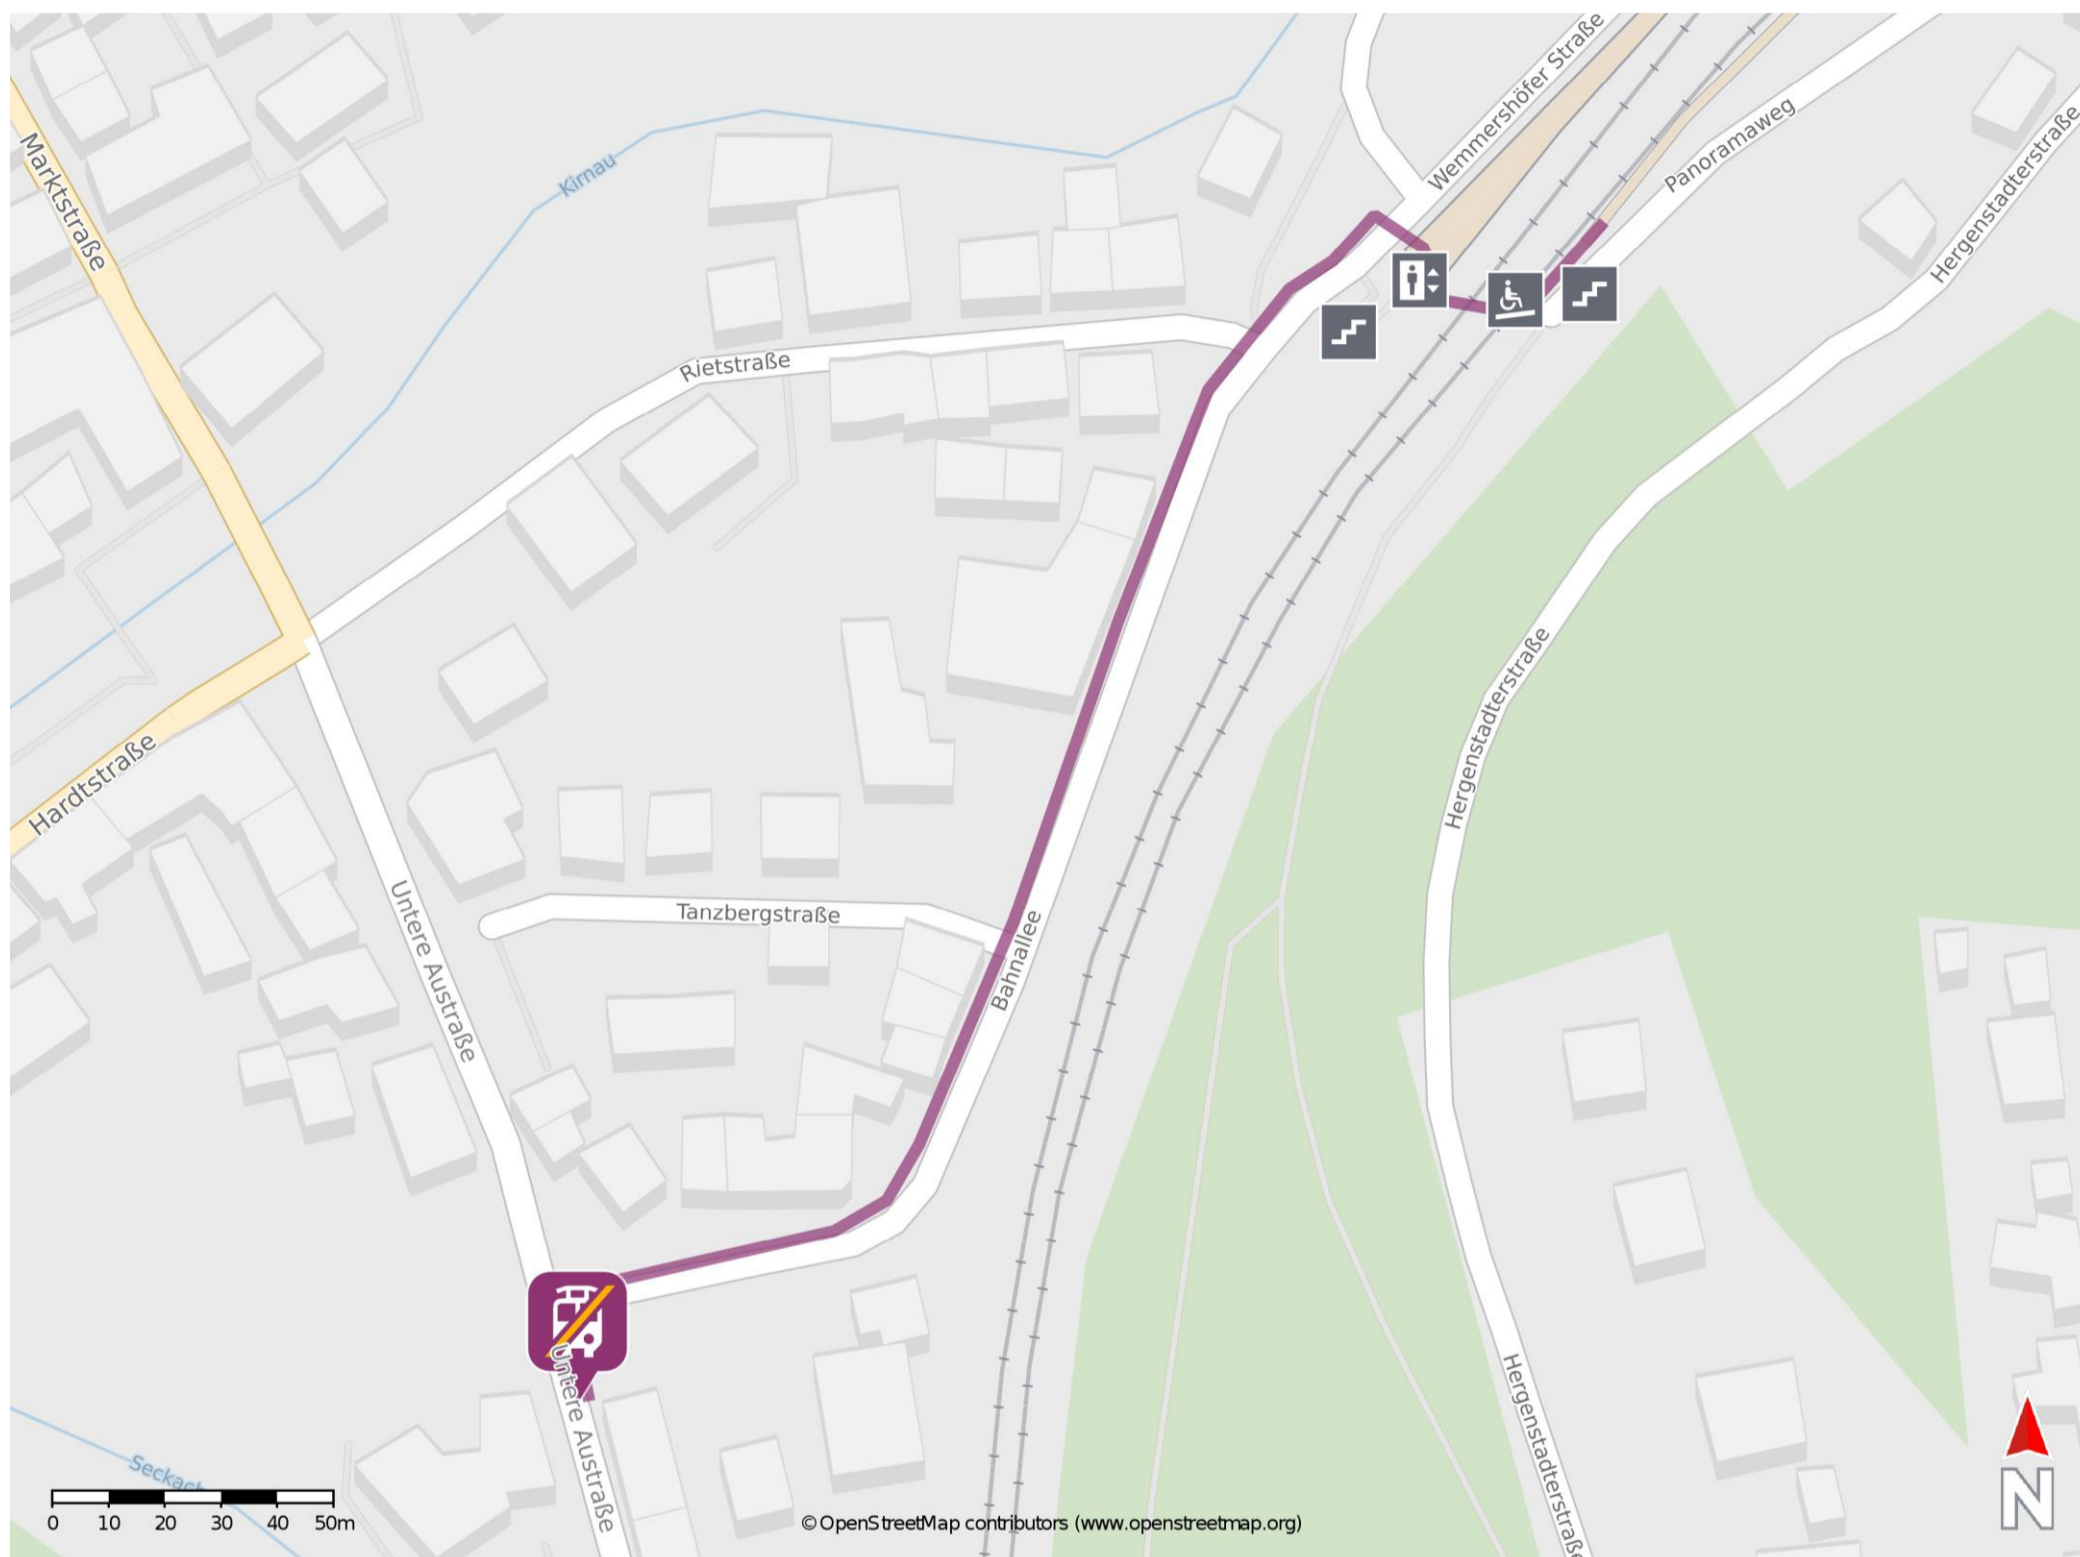 Wemmershöfer Straße
Marktstraße
Kirnau
Panoramaweg
Hergenstadterstraße
Rietstraße
Hardtstraße
Hergenstadterstraße
Untere Austraße
Tanzbergstraße
Bahnallee
Untere Austraße
Hergenstadterstraße
Seckach
0 10 20 30 40 50m
© OpenStreetMap contributors (www.openstreetmap.org)
N